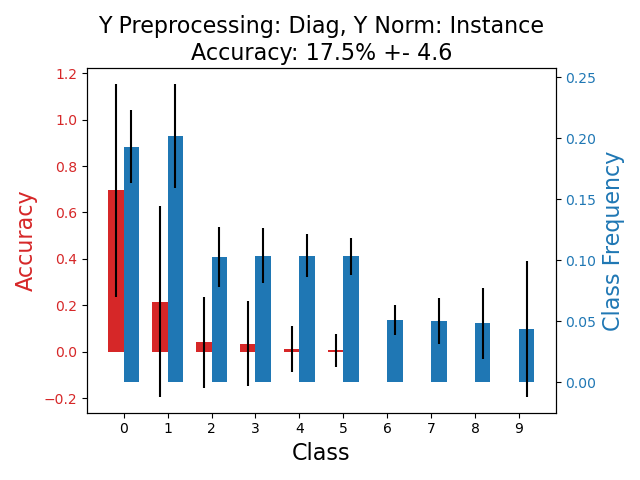 Y Preprocessing: Diag, Y Norm: Instance
Accuracy: 17.5% +- 4.6
1.2
1.0
0.8
0.6
0.4
0.2
0.0
−0.2
Accuracy
0.25
0.20
0.15
0.10
0.05
0.00
Class Frequency
0 1 2 3 4 5 6 7 8 9
Class